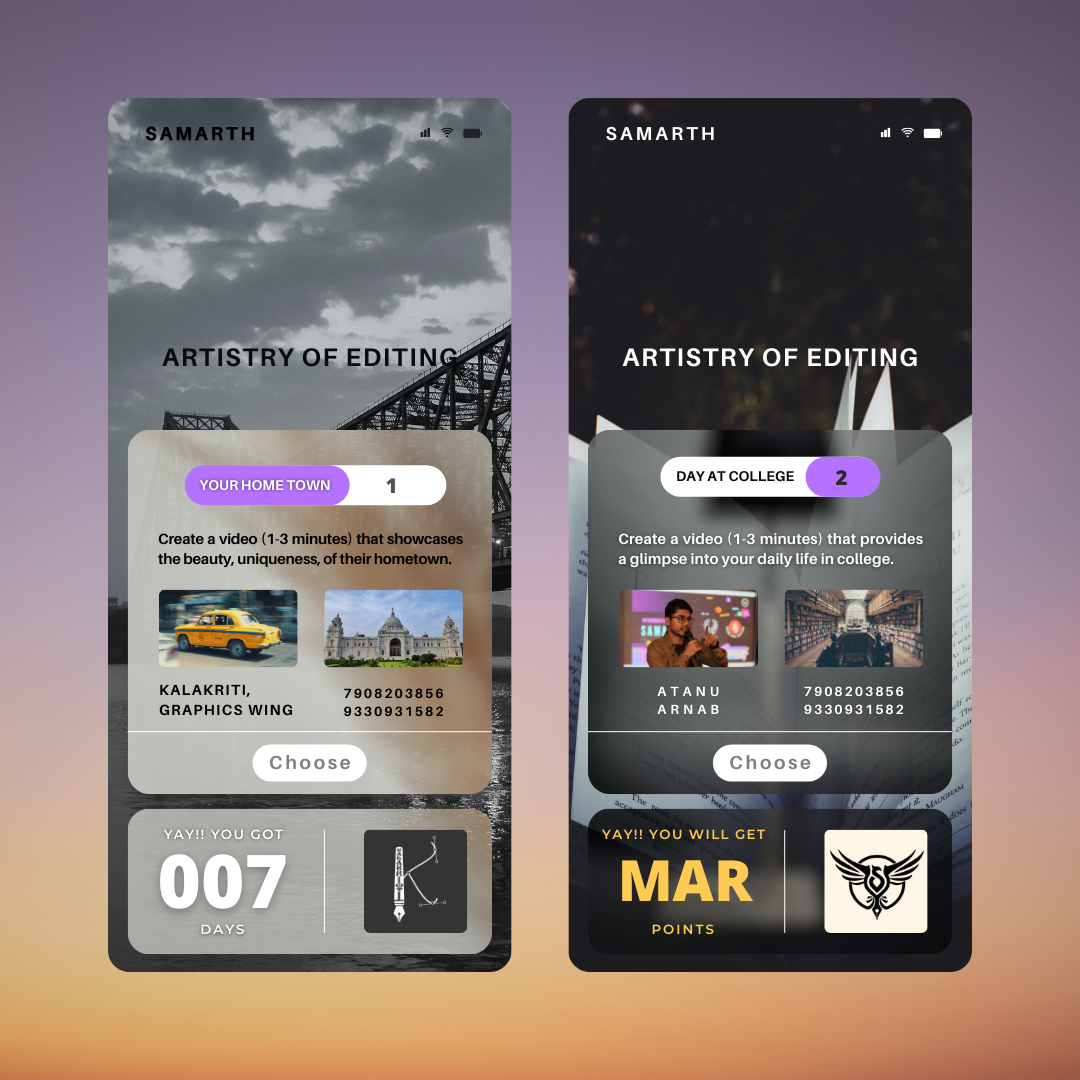 SAMARTH
ARTISTRY OF EDITING
YOUR HOME TOWN 1
Create a video (1-3 minutes) that showcases
the beauty, uniqueness, of their hometown.
KALAKRITI,
GRAPHICS WING
7908203856
9330931582
Choose
YAY!! YOU GOT
007
DAYS
SAMARTH
ARTISTRY OF EDITING
DAY AT COLLEGE 2
Create a video (1-3 minutes) that provides
a glimpse into your daily life in college.
ATANU
ARNAB
7908203856
9330931582
Choose
YAY!! YOU WILL GET
MAR
POINTS
MAUGHAM